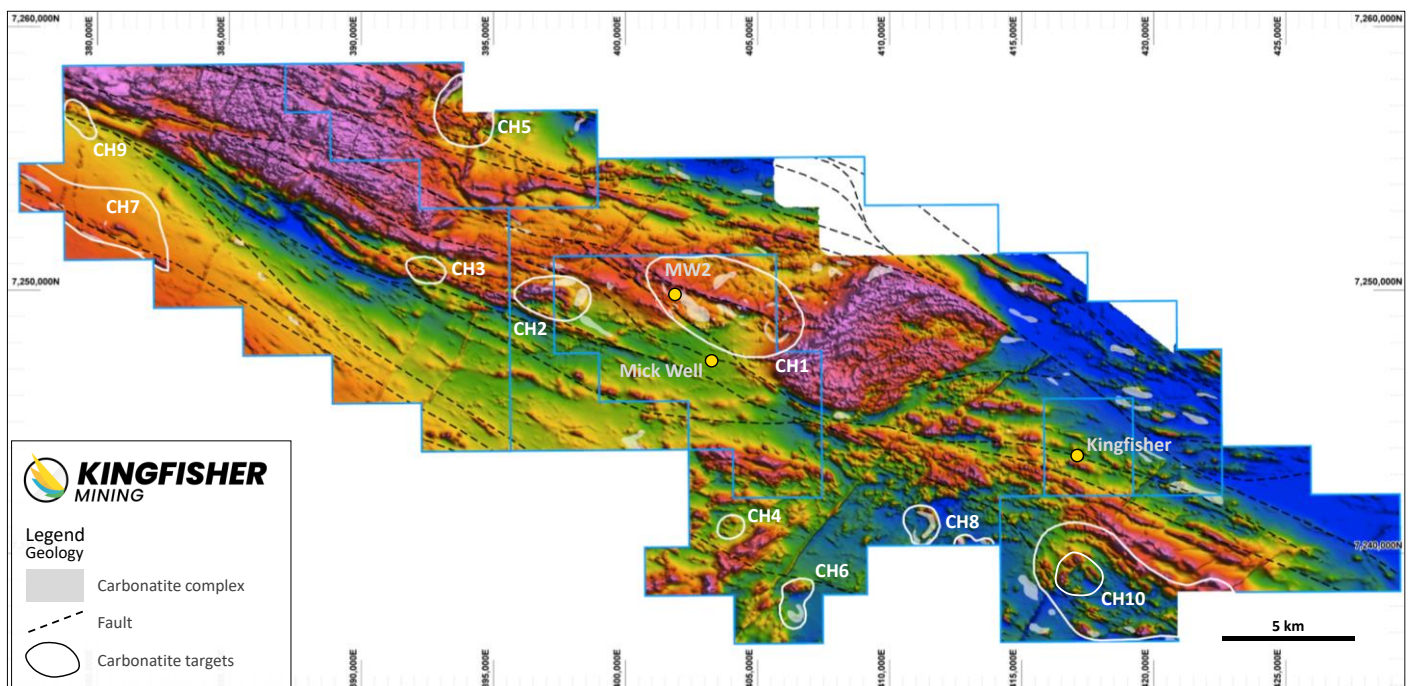 7,260,000N
7,260,000N
380,000E
385,000E
390,000E
395,000E
400,000E
405,000E
410,000E
415,000E
420,000E
425,000E
CH5
CH9
CH7
CH3
MW2
7,250,000N
7,250,000N
CH2
CH1
Mick Well
Kingfisher
KINGFISHER
MINING
Legend
Geology
Carbonatite complex
Fault
Carbonatite targets
CH4
CH8
7,240,000N
CH6
CH10
5 km
390,000E
395,000E
400,000E
405,000E
410,000E
415,000E
420,000E
425,000E